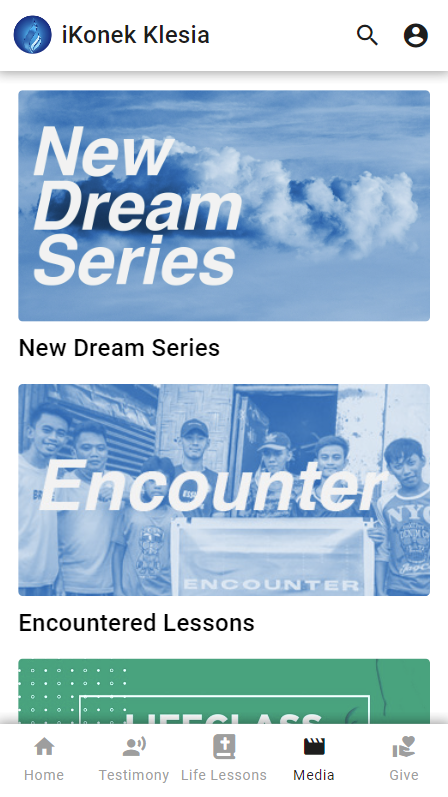 iKonek Klesia
New
Dream
Series
New Dream Series
Encounter
NYC
ENCOUNTER
Encountered Lessons
LIFECLASS
Home
Testimony
Life Lessons
Media
Give